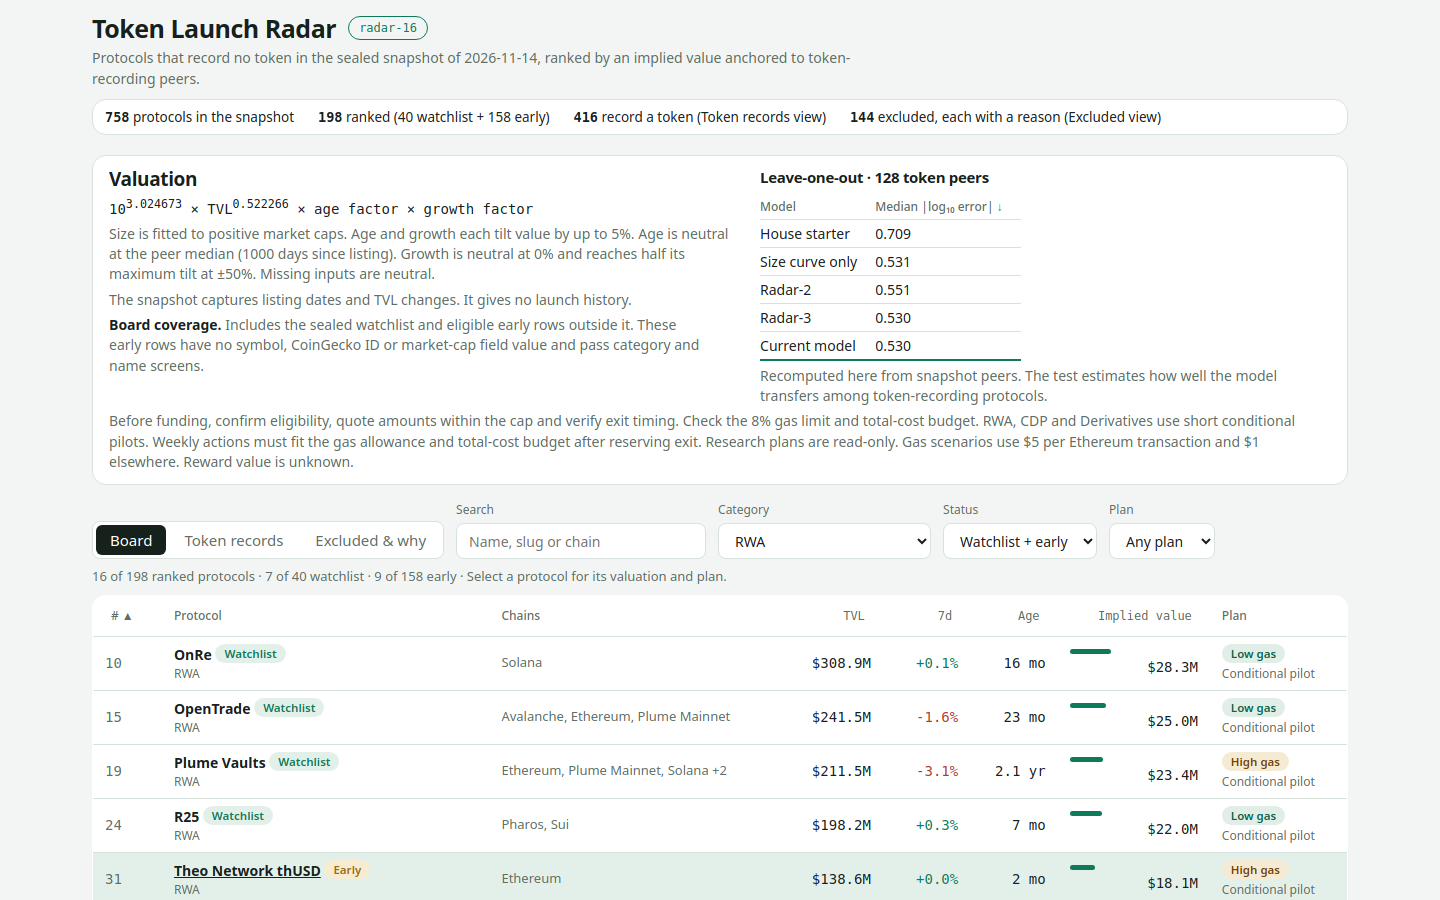 Token Launch Radar radar-16
Protocols that record no token in the sealed snapshot of 2026-11-14, ranked by an implied value anchored to token-
recording peers.
758 protocols in the snapshot 198 ranked (40 watchlist + 158 early) 416 record a token (Token records view) 144 excluded, each with a reason (Excluded view)
Valuation
10^3.024673 × TVL^0.522266 × age factor × growth factor
Size is fitted to positive market caps. Age and growth each tilt value by up to 5%. Age is neutral
at the peer median (1000 days since listing). Growth is neutral at 0% and reaches half its
maximum tilt at ±50%. Missing inputs are neutral.
The snapshot captures listing dates and TVL changes. It gives no launch history.
Board coverage. Includes the sealed watchlist and eligible early rows outside it. These
early rows have no symbol, CoinGecko ID or market-cap field value and pass category and
name screens.
Leave-one-out · 128 token peers
Model Median |log₁₀ error| ↓
House starter 0.709
Size curve only 0.531
Radar-2 0.551
Radar-3 0.530
Current model 0.530
Recomputed here from snapshot peers. The test estimates how well the model
transfers among token-recording protocols.
Before funding, confirm eligibility, quote amounts within the cap and verify exit timing. Check the 8% gas limit and total-cost budget. RWA, CDP and Derivatives use short conditional
pilots. Weekly actions must fit the gas allowance and total-cost budget after reserving exit. Research plans are read-only. Gas scenarios use $5 per Ethereum transaction and $1
elsewhere. Reward value is unknown.
Search Category Status Plan
Board Token records Excluded & why Name, slug or chain RWA Watchlist + early Any plan
16 of 198 ranked protocols · 7 of 40 watchlist · 9 of 158 early · Select a protocol for its valuation and plan.
# ▲ Protocol Chains TVL 7d Age Implied value Plan
10 OnRe Watchlist Solana $308.9M +0.1% 16 mo $28.3M Low gas
RWA Conditional pilot
15 OpenTrade Watchlist Avalanche, Ethereum, Plume Mainnet $241.5M -1.6% 23 mo $25.0M Low gas
RWA Conditional pilot
19 Plume Vaults Watchlist Ethereum, Plume Mainnet, Solana +2 $211.5M -3.1% 2.1 yr $23.4M High gas
RWA Conditional pilot
24 R25 Watchlist Pharos, Sui $198.2M +0.3% 7 mo $22.0M Low gas
RWA Conditional pilot
31 Theo Network thUSD Early Ethereum $138.6M +0.0% 2 mo $18.1M High gas
RWA Conditional pilot